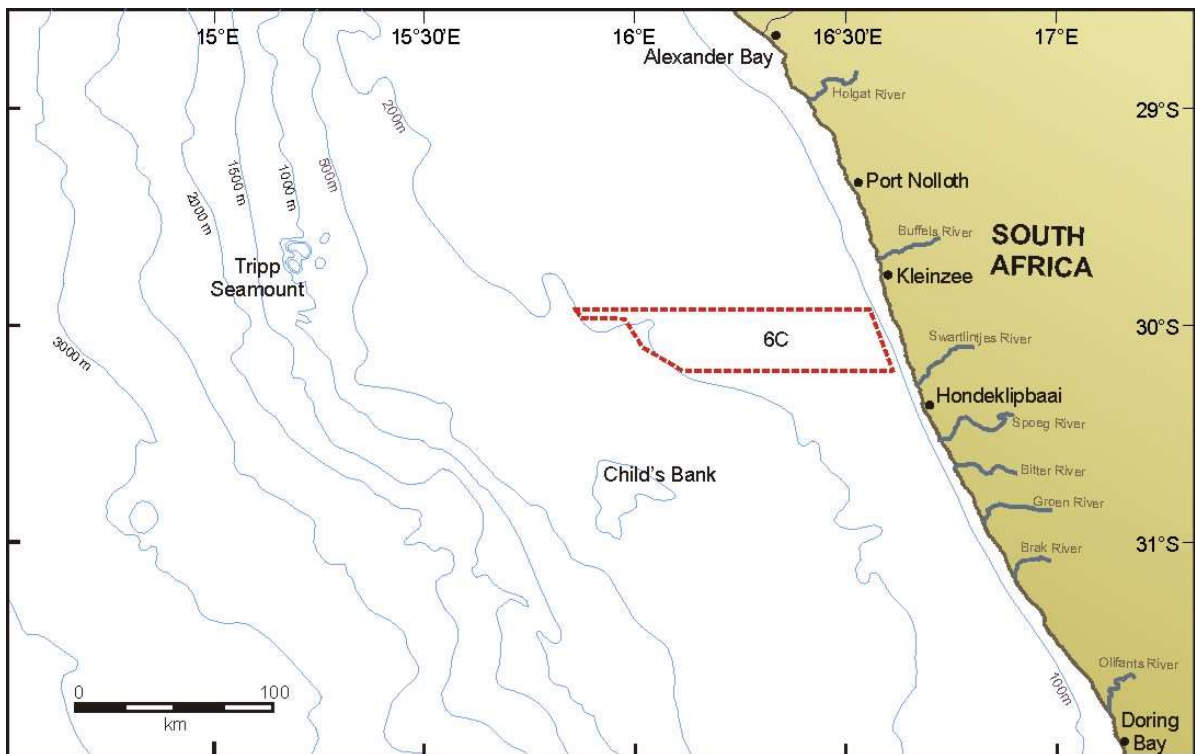 15°E
15°30'E
16°E
16°30'E
17°E
Alexander Bay
Holgat River
29°S
200m
500m
1000 m
1500 m
2000 m
3000 m
Port Nolloth
Buffels River
SOUTH
AFRICA
Tripp
Seamount
Kleinzee
30°S
6C
Swartlintjes River
Hondeklipbaai
Spoeg River
Child's Bank
Bitter River
Groen River
31°S
Brak River
Olifants River
100m
0
100
km
Doring
Bay